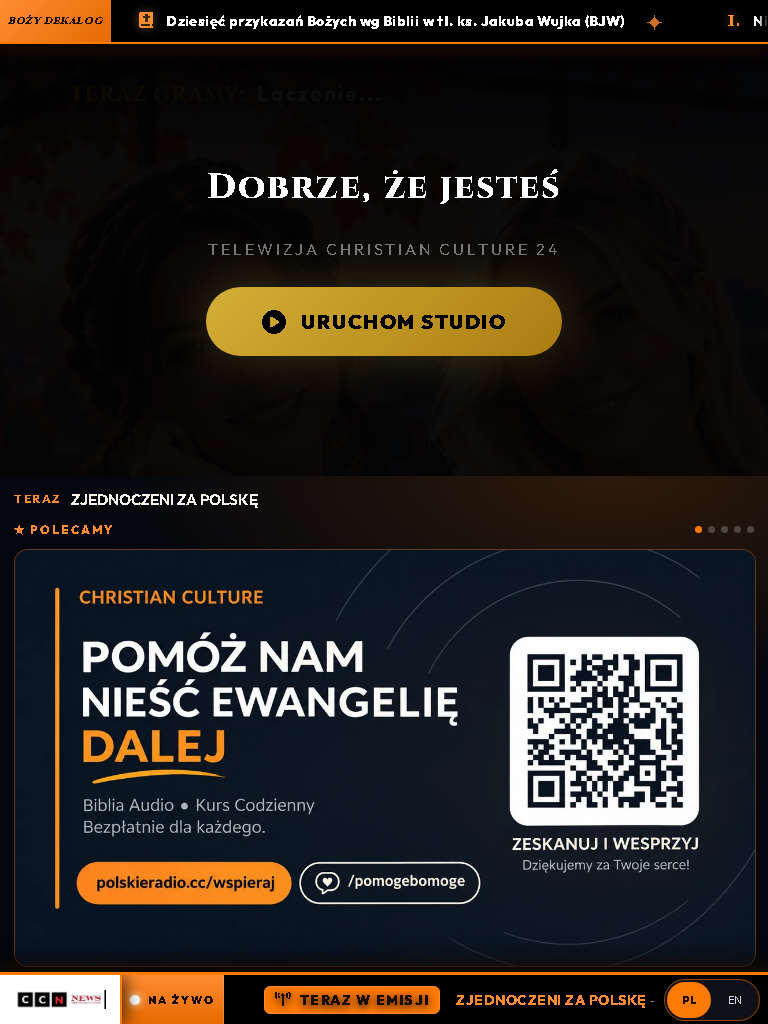 BOŻY DEKALOG
Dziesięć przykazań Bożych wg Biblii w tł. ks. Jakuba Wujka (BJW)
I. Ni
TERAZ GRAMY: Łączenie...
DOBRZE, ŻE JESTEŚ
TELEWIZJA CHRISTIAN CULTURE 24
URUCHOM STUDIO
TERAZ ZJEDNOCZENI ZA POLSKĘ
POLECAMY
CHRISTIAN CULTURE
POMÓŻ NAM
NIEŚĆ EWANGELIĘ
DALEJ
Biblia Audio • Kurs Codzienny
Bezpłatnie dla każdego.
polskieradio.cc/wspieraj
/pomogebomoge
ZESKANUJ I WESPRZYJ
Dziękujemy za Twoje serce!
CCN NEWS
NA ŻYWO
TERAZ W EMISJI
ZJEDNOCZENI ZA POLSKĘ -
PL
EN